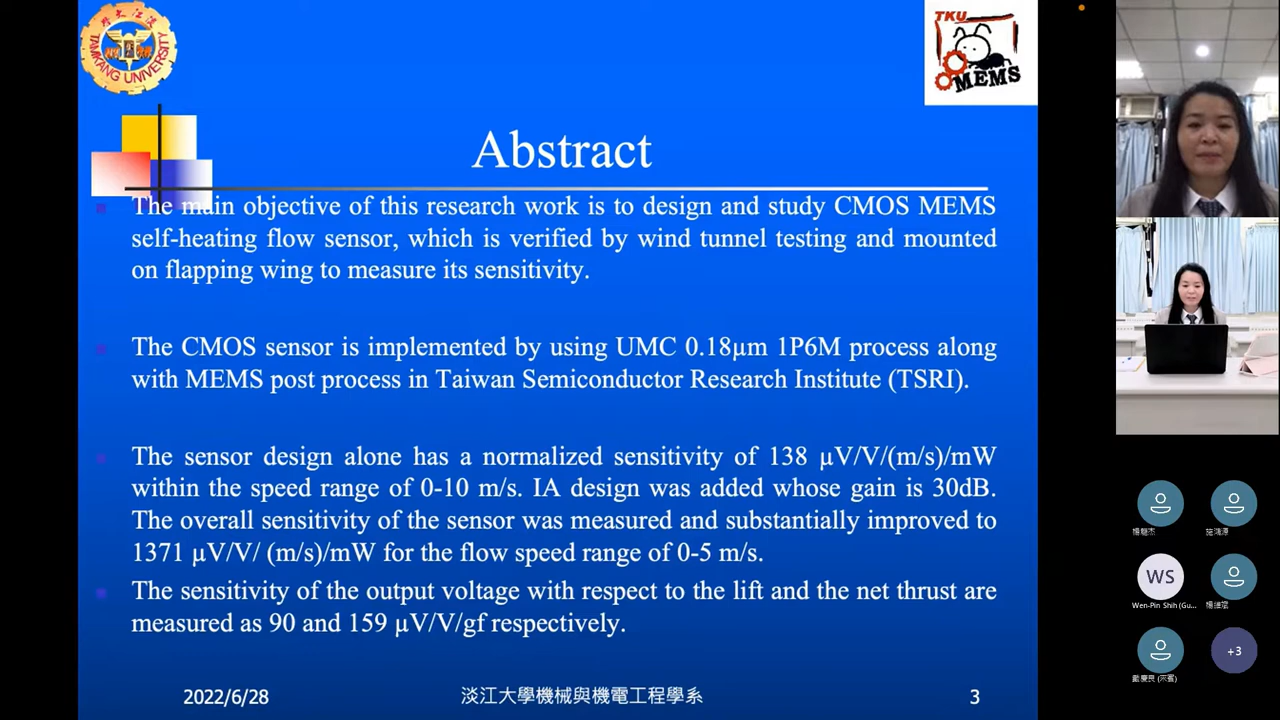 TAMKANG UNIVERSITY
TKU
MEMS
Abstract
The main objective of this research work is to design and study CMOS MEMS
self-heating flow sensor, which is verified by wind tunnel testing and mounted
on flapping wing to measure its sensitivity.
The CMOS sensor is implemented by using UMC 0.18μm 1P6M process along
with MEMS post process in Taiwan Semiconductor Research Institute (TSRI).
The sensor design alone has a normalized sensitivity of 138 μV/V/(m/s)/mW
within the speed range of 0-10 m/s. IA design was added whose gain is 30dB.
The overall sensitivity of the sensor was measured and substantially improved to
1371 μV/V/ (m/s)/mW for the flow speed range of 0-5 m/s.
The sensitivity of the output voltage with respect to the lift and the net thrust are
measured as 90 and 159 μV/V/gf respectively.
2022/6/28
淡江大學機械與機電工程學系
3
WS
Wen-Pin Shih (Gu...
+3